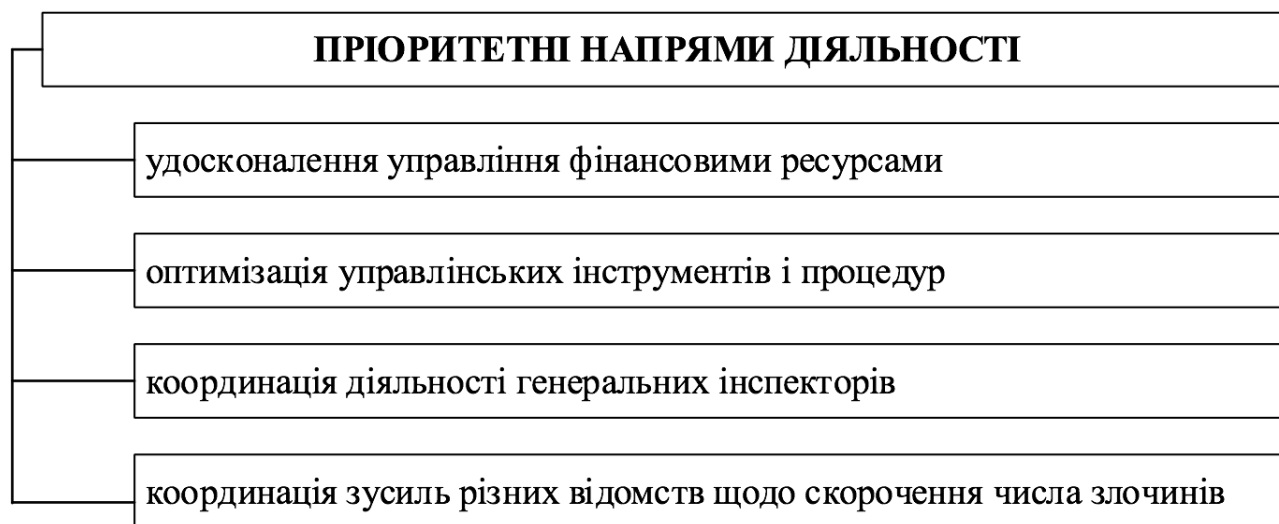 ПРІОРИТЕТНІ НАПРЯМИ ДІЯЛЬНОСТІ
удосконалення управління фінансовими ресурсами
оптимізація управлінських інструментів і процедур
координація діяльності генеральних інспекторів
координація зусиль різних відомств щодо скорочення числа злочинів